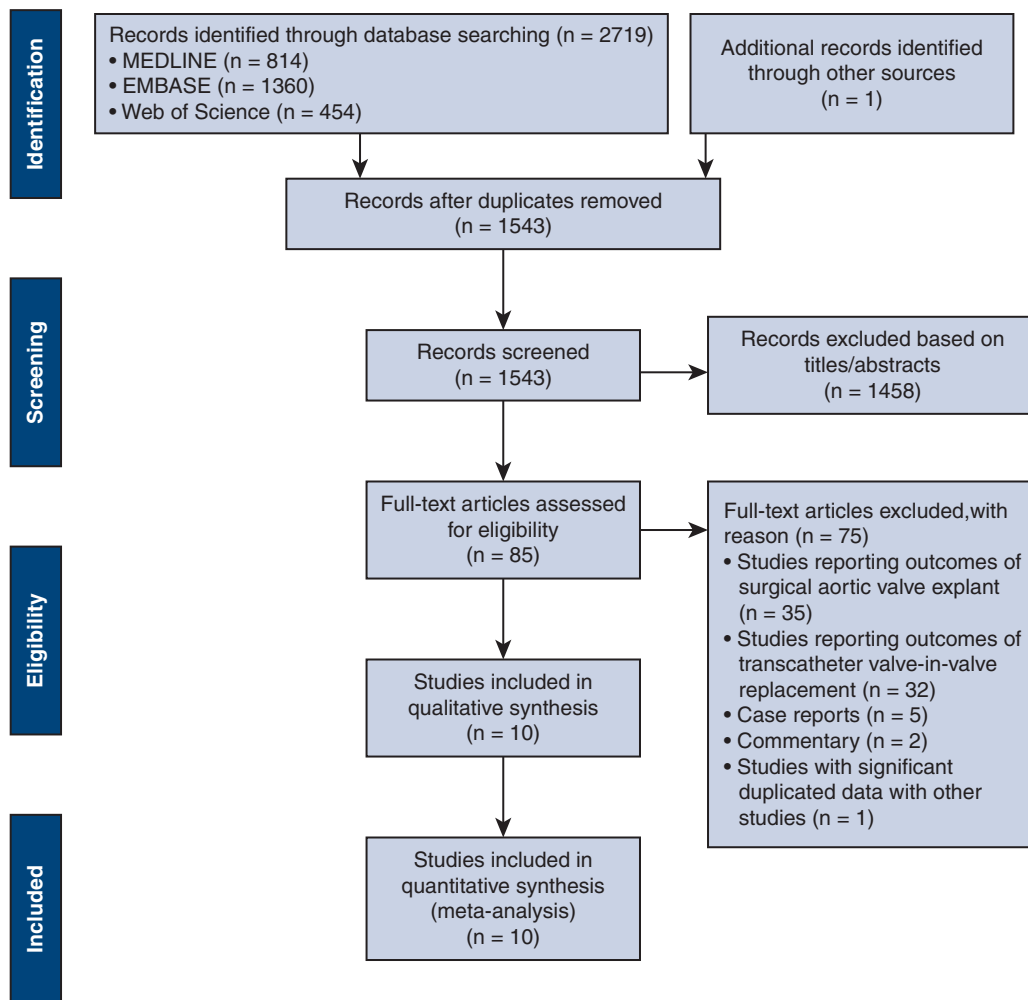 Identification
Records identified through database searching (n = 2719)
• MEDLINE (n = 814)
• EMBASE (n = 1360)
• Web of Science (n = 454)
Additional records identified
through other sources
(n = 1)
Records after duplicates removed
(n = 1543)
Screening
Records screened
(n = 1543)
Records excluded based on
titles/abstracts
(n = 1458)
Eligibility
Full-text articles assessed
for eligibility
(n = 85)
Full-text articles excluded,with
reason (n = 75)
• Studies reporting outcomes of
surgical aortic valve explant
(n = 35)
• Studies reporting outcomes of
transcatheter valve-in-valve
replacement (n = 32)
• Case reports (n = 5)
• Commentary (n = 2)
• Studies with significant
duplicated data with other
studies (n = 1)
Studies included in
qualitative synthesis
(n = 10)
Included
Studies included in
quantitative synthesis
(meta-analysis)
(n = 10)